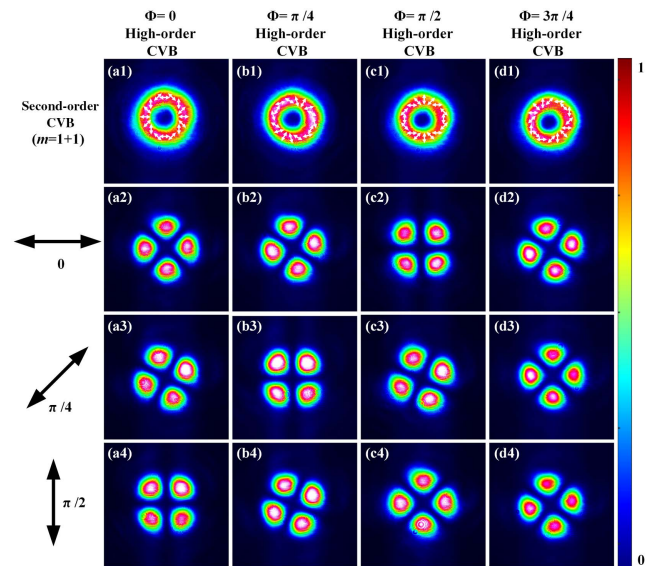 Φ= 0 Φ= π /4 Φ= π /2 Φ= 3π /4
High-order High-order High-order High-order
CVB CVB CVB CVB
(a1) (b1) (c1) (d1) 1
Second-order
CVB
(m=1+1)
(a2) (b2) (c2) (d2)
0
(a3) (b3) (c3) (d3)
π /4
(a4) (b4) (c4) (d4)
π /2
0